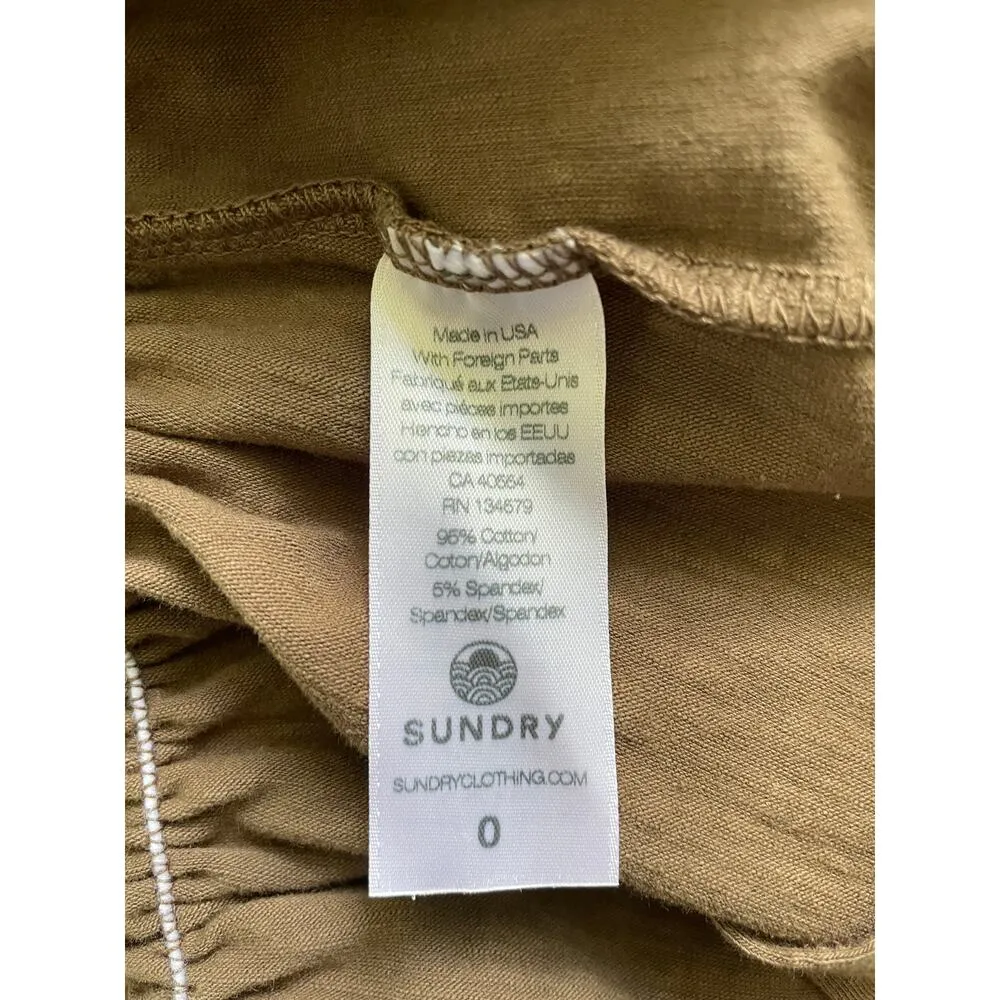 Made in USA
With Foreign Parts
Fabriqué aux Etats-Unis
avec pièces importes
Hencho en los EEUU
con piezas importadas
CA 40664
RN 134679
95% Cotton/
Coton/Algodon
5% Spandex/
Spandex/Spandex
SUNDRY
SUNDRYCLOTHING.COM
0